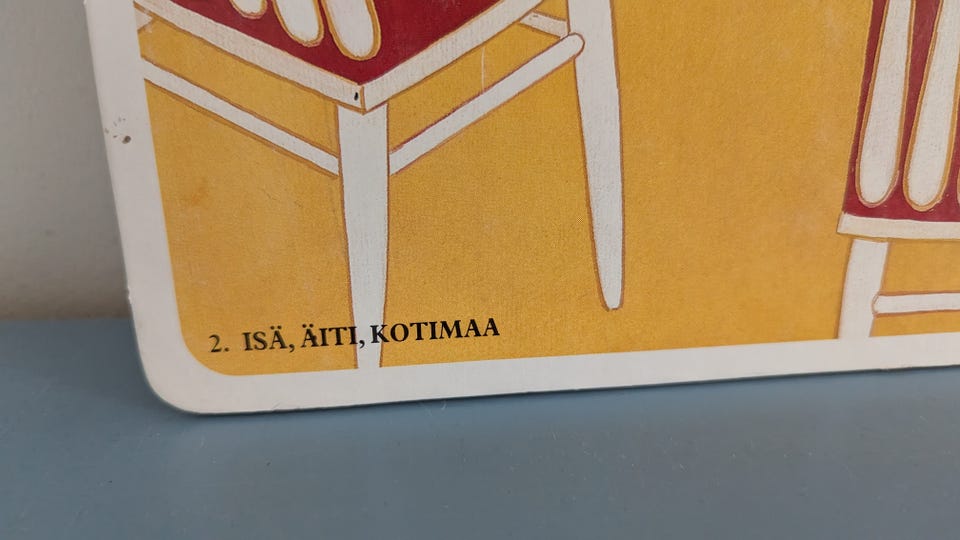 2. ISÄ, ÄITI, KOTIMAA